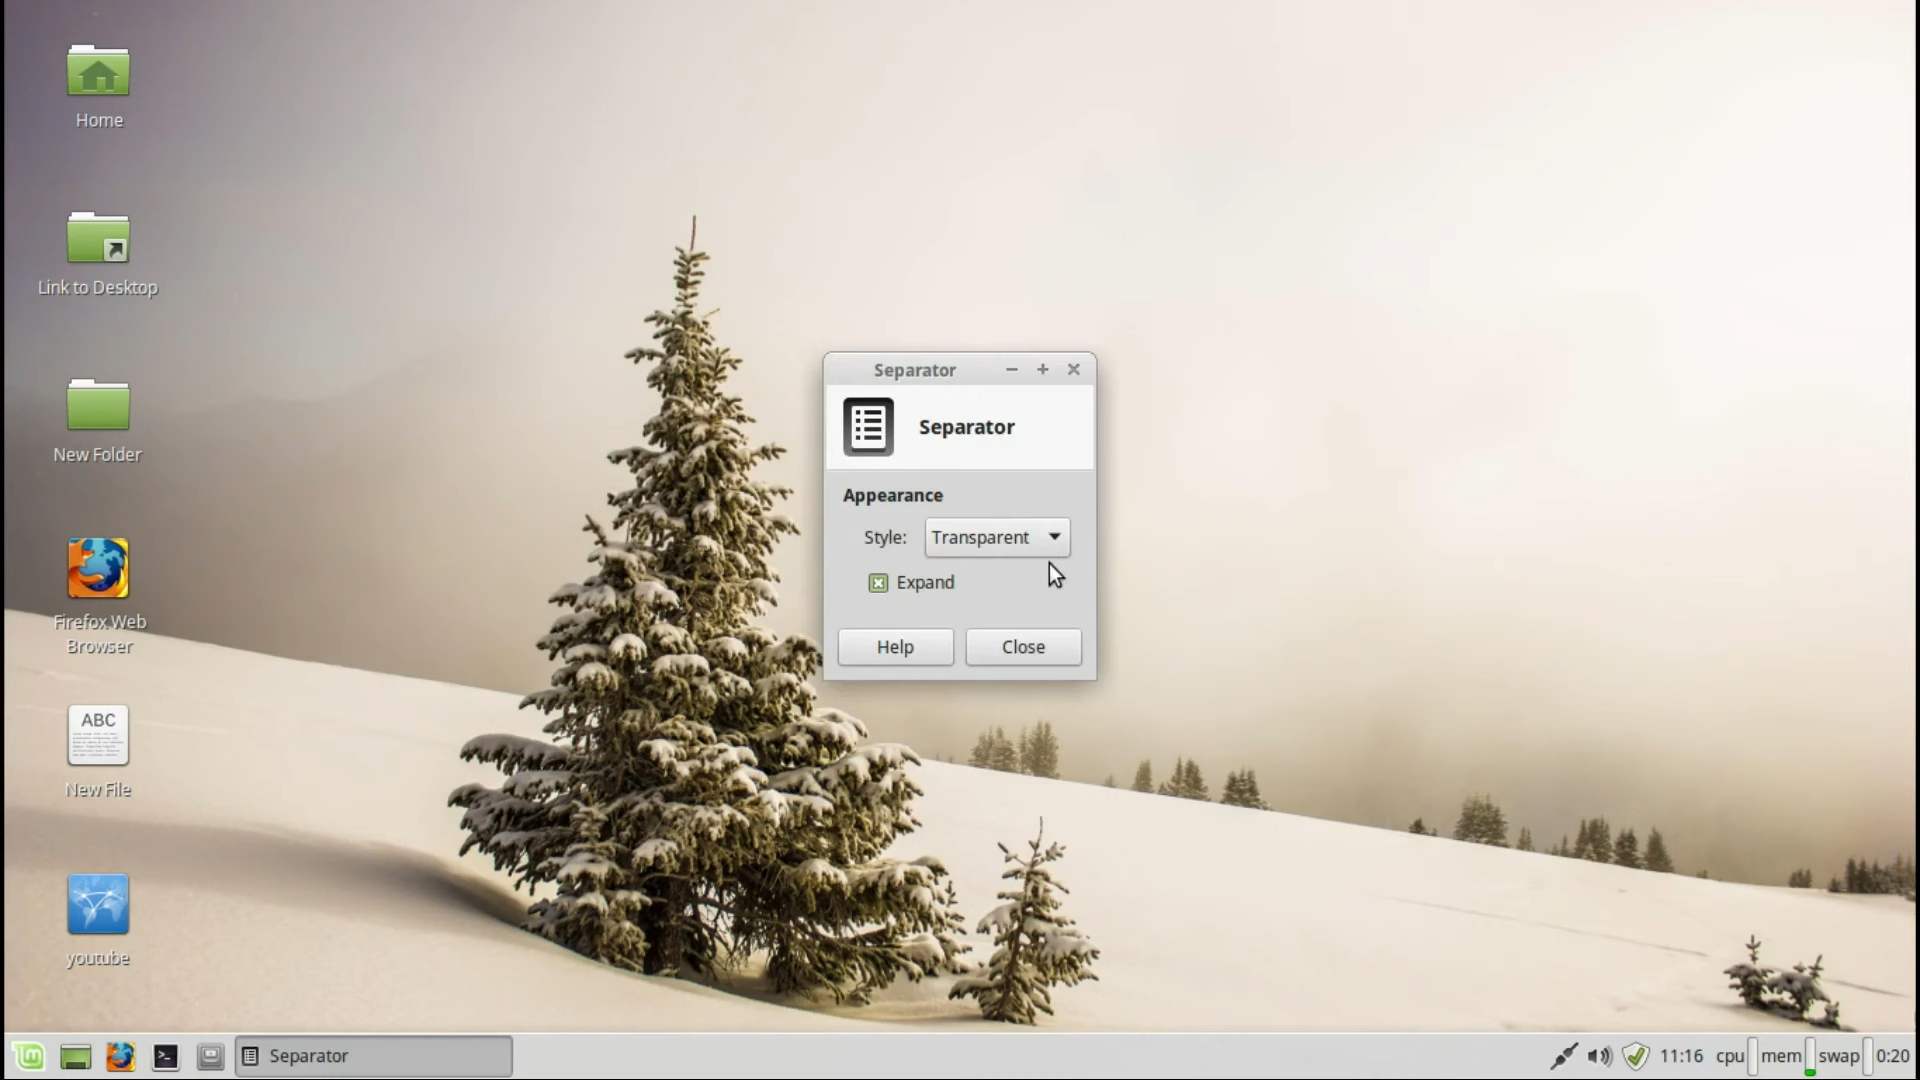 Home
Link to Desktop
New Folder
Firefox Web
Browser
ABC
New File
youtube
Separator
Separator
Appearance
Style: Transparent
Expand
Help Close
Separator
11:16 cpu mem swap 0:20